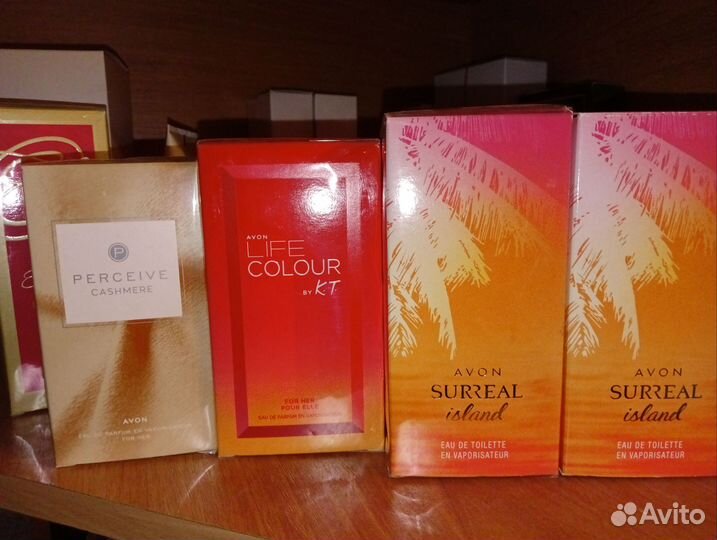 P
PERCEIVE
CASHMERE
AVON
EAU DE PARFUM EN VAPORISATEUR
FOR HER
AVON
LIFE
COLOUR
BY K.T.
FOR HER
POUR ELLE
EAU DE PARFUM EN VAPORISATEUR
AVON
SURREAL
island
EAU DE TOILETTE
EN VAPORISATEUR
AVON
SURREAL
island
EAU DE TOILETTE
EN VAPORISATEUR
Avito